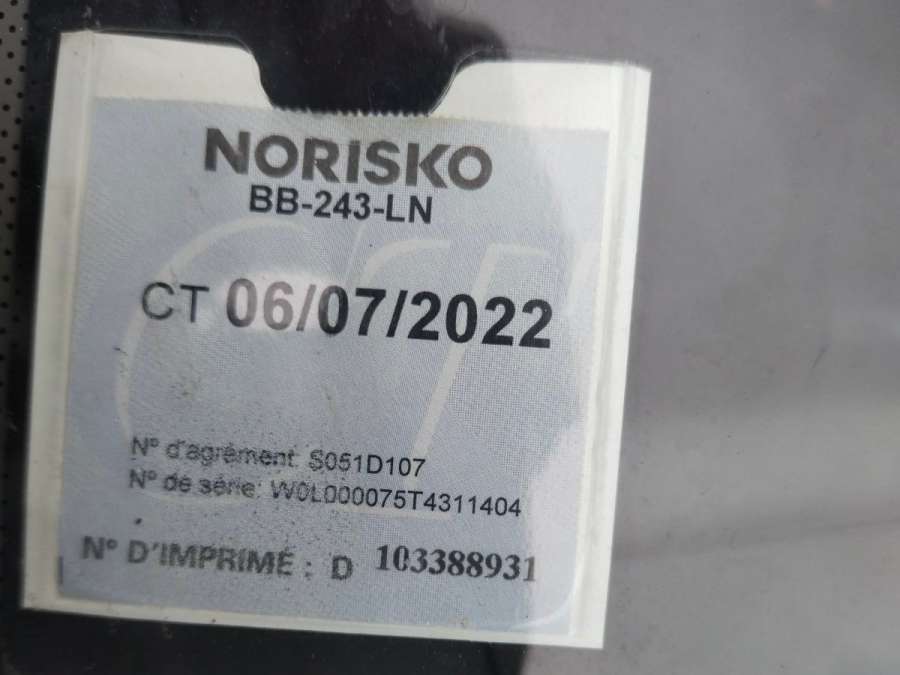 NORISKO
BB-243-LN
CT 06/07/2022
N° d'agrément: S051D107
N° de série: W0L000075T4311404
N° D'IMPRIMÉ : D 103388931